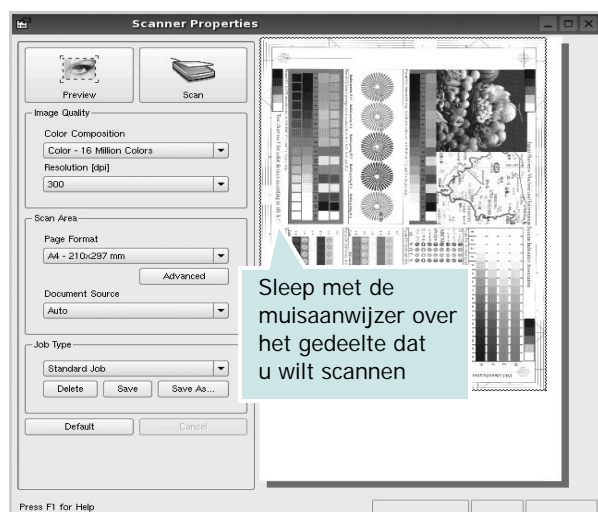 Scanner Properties
Preview
Scan
Image Quality
Color Composition
Color - 16 Million Colors
Resolution [dpi]
300
Scan Area
Page Format
A4 - 210x297 mm
Advanced
Document Source
Auto
Job Type
Standard Job
Delete
Save
Save As...
Default
Cancel
Press F1 for Help
Sleep met de
muisaanwijzer over
het gedeelte dat
u wilt scannen